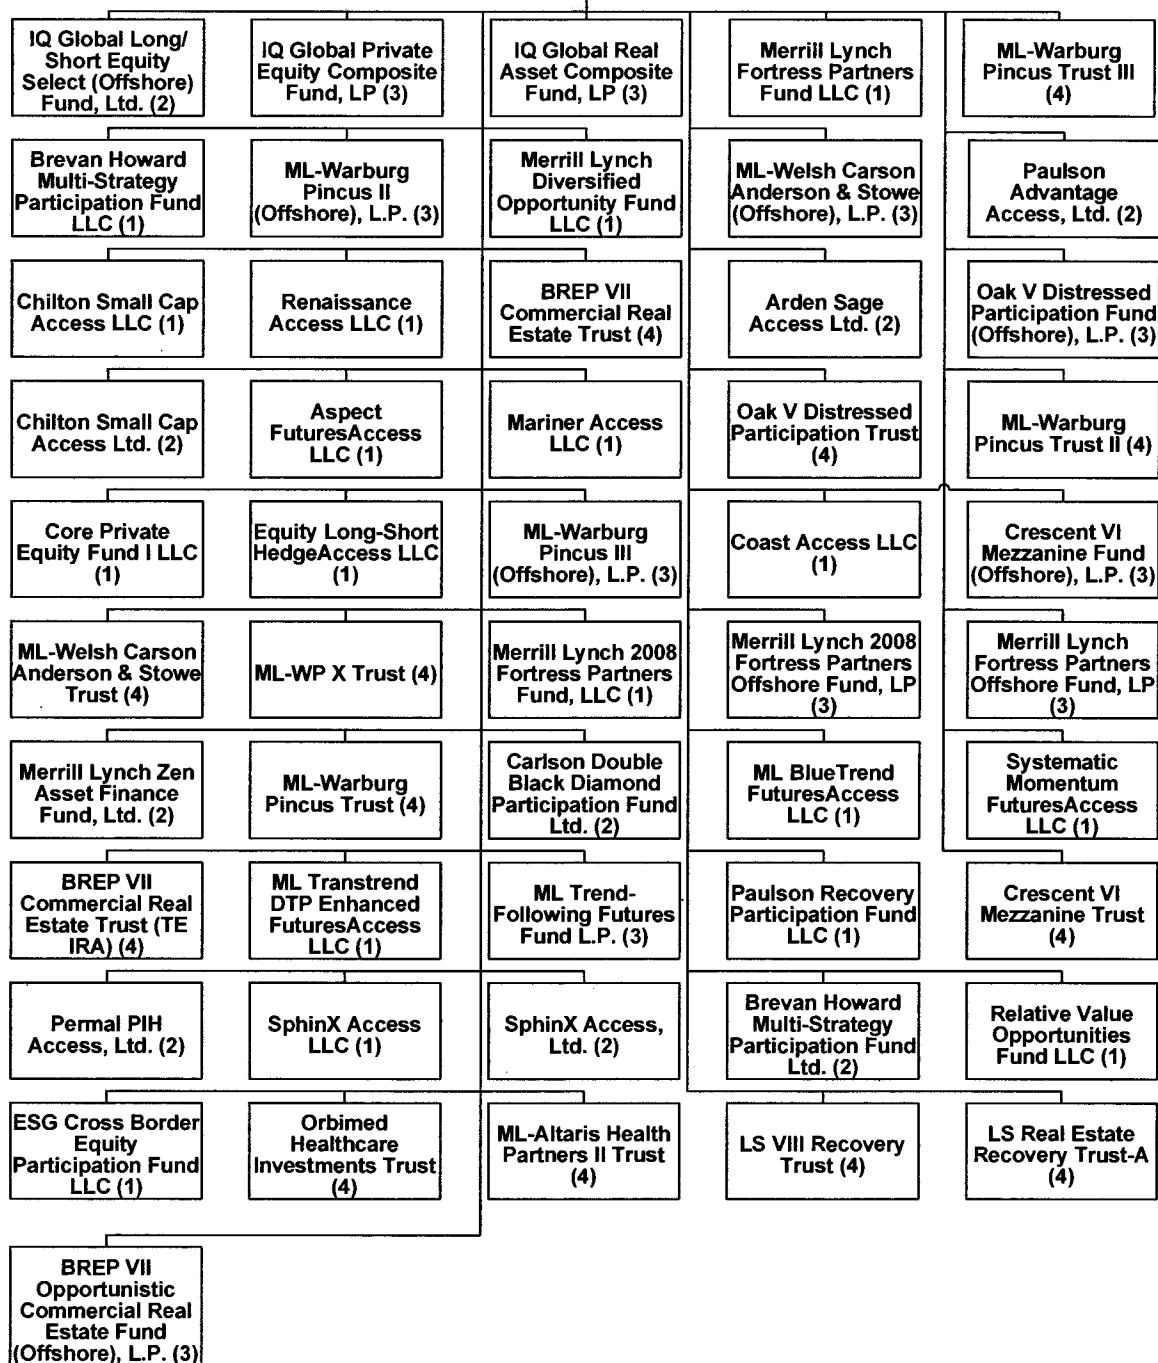 IQ Global Long/
Short Equity
Select (Offshore)
Fund, Ltd. (2)
IQ Global Private
Equity Composite
Fund, LP (3)
IQ Global Real
Asset Composite
Fund, LP (3)
Merrill Lynch
Fortress Partners
Fund LLC (1)
ML-Warburg
Pincus Trust III
(4)
Brevan Howard
Multi-Strategy
Participation Fund
LLC (1)
ML-Warburg
Pincus II
(Offshore), L.P. (3)
Merrill Lynch
Diversified
Opportunity Fund
LLC (1)
ML-Welsh Carson
Anderson & Stowe
(Offshore), L.P. (3)
Paulson
Advantage
Access, Ltd. (2)
Chilton Small Cap
Access LLC (1)
Renaissance
Access LLC (1)
BREP VII
Commercial Real
Estate Trust (4)
Arden Sage
Access Ltd. (2)
Oak V Distressed
Participation Fund
(Offshore), L.P. (3)
Chilton Small Cap
Access Ltd. (2)
Aspect
FuturesAccess
LLC (1)
Mariner Access
LLC (1)
Oak V Distressed
Participation Trust
(4)
ML-Warburg
Pincus Trust II (4)
Core Private
Equity Fund I LLC
(1)
Equity Long-Short
HedgeAccess LLC
(1)
ML-Warburg
Pincus III
(Offshore), L.P. (3)
Coast Access LLC
(1)
Crescent VI
Mezzanine Fund
(Offshore), L.P. (3)
ML-Welsh Carson
Anderson & Stowe
Trust (4)
ML-WP X Trust (4)
Merrill Lynch 2008
Fortress Partners
Fund, LLC (1)
Merrill Lynch 2008
Fortress Partners
Offshore Fund, LP
(3)
Merrill Lynch
Fortress Partners
Offshore Fund, LP
(3)
Merrill Lynch Zen
Asset Finance
Fund, Ltd. (2)
ML-Warburg
Pincus Trust (4)
Carlson Double
Black Diamond
Participation Fund
Ltd. (2)
ML BlueTrend
FuturesAccess
LLC (1)
Systematic
Momentum
FuturesAccess
LLC (1)
BREP VII
Commercial Real
Estate Trust (TE
IRA) (4)
ML Transtrend
DTP Enhanced
FuturesAccess
LLC (1)
ML Trend-
Following Futures
Fund L.P. (3)
Paulson Recovery
Participation Fund
LLC (1)
Crescent VI
Mezzanine Trust
(4)
Permal PIH
Access, Ltd. (2)
SphinX Access
LLC (1)
SphinX Access,
Ltd. (2)
Brevan Howard
Multi-Strategy
Participation Fund
Ltd. (2)
Relative Value
Opportunities
Fund LLC (1)
ESG Cross Border
Equity
Participation Fund
LLC (1)
Orbimed
Healthcare
Investments Trust
(4)
ML-Altaris Health
Partners II Trust
(4)
LS VIII Recovery
Trust (4)
LS Real Estate
Recovery Trust-A
(4)
BREP VII
Opportunistic
Commercial Real
Estate Fund
(Offshore), L.P. (3)